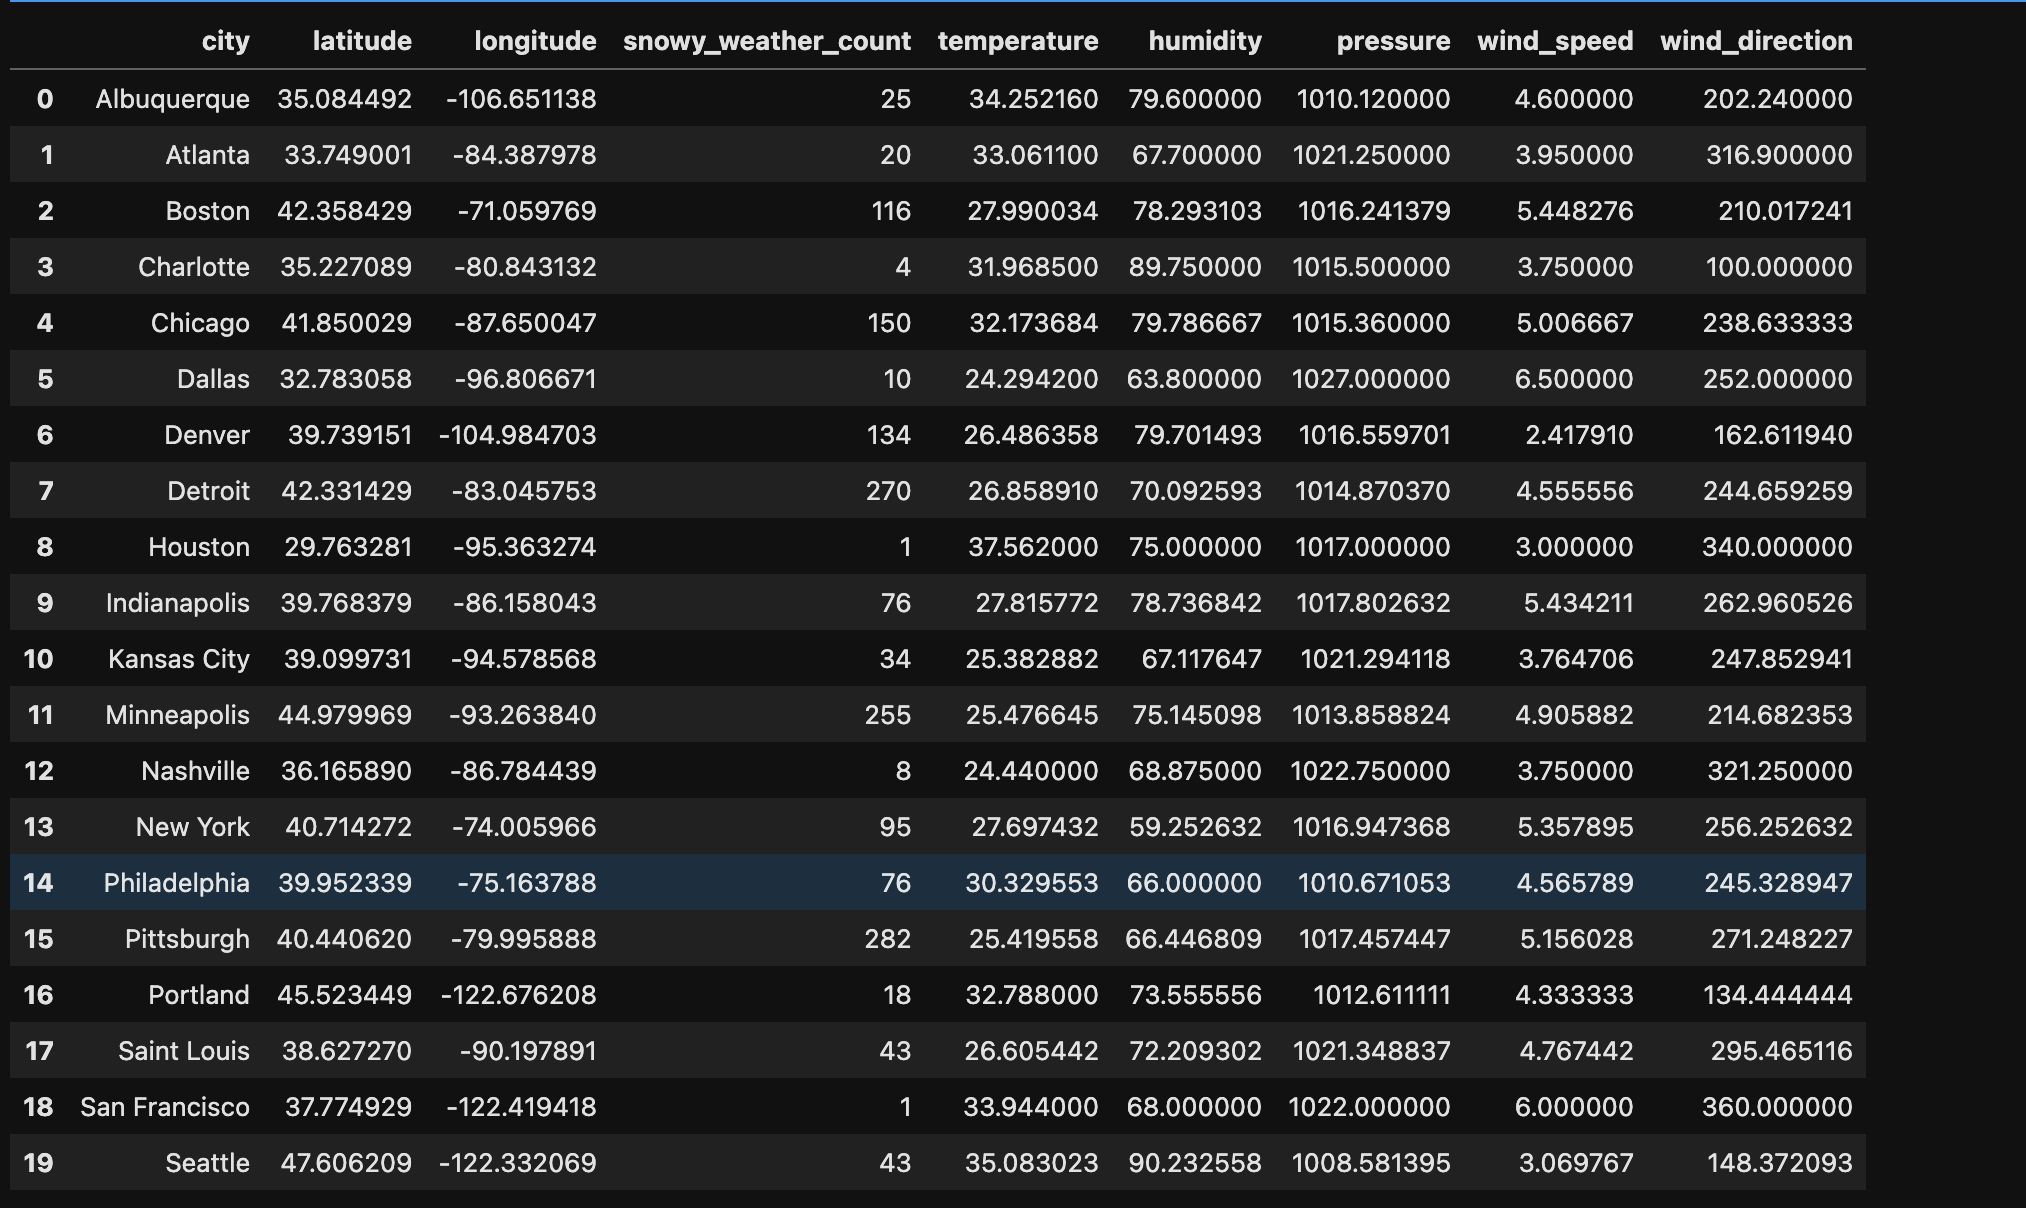 city latitude longitude snowy_weather_count temperature humidity pressure wind_speed wind_direction
0 Albuquerque 35.084492 -106.651138 25 34.252160 79.600000 1010.120000 4.600000 202.240000
1 Atlanta 33.749001 -84.387978 20 33.061100 67.700000 1021.250000 3.950000 316.900000
2 Boston 42.358429 -71.059769 116 27.990034 78.293103 1016.241379 5.448276 210.017241
3 Charlotte 35.227089 -80.843132 4 31.968500 89.750000 1015.500000 3.750000 100.000000
4 Chicago 41.850029 -87.650047 150 32.173684 79.786667 1015.360000 5.006667 238.633333
5 Dallas 32.783058 -96.806671 10 24.294200 63.800000 1027.000000 6.500000 252.000000
6 Denver 39.739151 -104.984703 134 26.486358 79.701493 1016.559701 2.417910 162.611940
7 Detroit 42.331429 -83.045753 270 26.858910 70.092593 1014.870370 4.555556 244.659259
8 Houston 29.763281 -95.363274 1 37.562000 75.000000 1017.000000 3.000000 340.000000
9 Indianapolis 39.768379 -86.158043 76 27.815772 78.736842 1017.802632 5.434211 262.960526
10 Kansas City 39.099731 -94.578568 34 25.382882 67.117647 1021.294118 3.764706 247.852941
11 Minneapolis 44.979969 -93.263840 255 25.476645 75.145098 1013.858824 4.905882 214.682353
12 Nashville 36.165890 -86.784439 8 24.440000 68.875000 1022.750000 3.750000 321.250000
13 New York 40.714272 -74.005966 95 27.697432 59.252632 1016.947368 5.357895 256.252632
14 Philadelphia 39.952339 -75.163788 76 30.329553 66.000000 1010.671053 4.565789 245.328947
15 Pittsburgh 40.440620 -79.995888 282 25.419558 66.446809 1017.457447 5.156028 271.248227
16 Portland 45.523449 -122.676208 18 32.788000 73.555556 1012.611111 4.333333 134.444444
17 Saint Louis 38.627270 -90.197891 43 26.605442 72.209302 1021.348837 4.767442 295.465116
18 San Francisco 37.774929 -122.419418 1 33.944000 68.000000 1022.000000 6.000000 360.000000
19 Seattle 47.606209 -122.332069 43 35.083023 90.232558 1008.581395 3.069767 148.372093